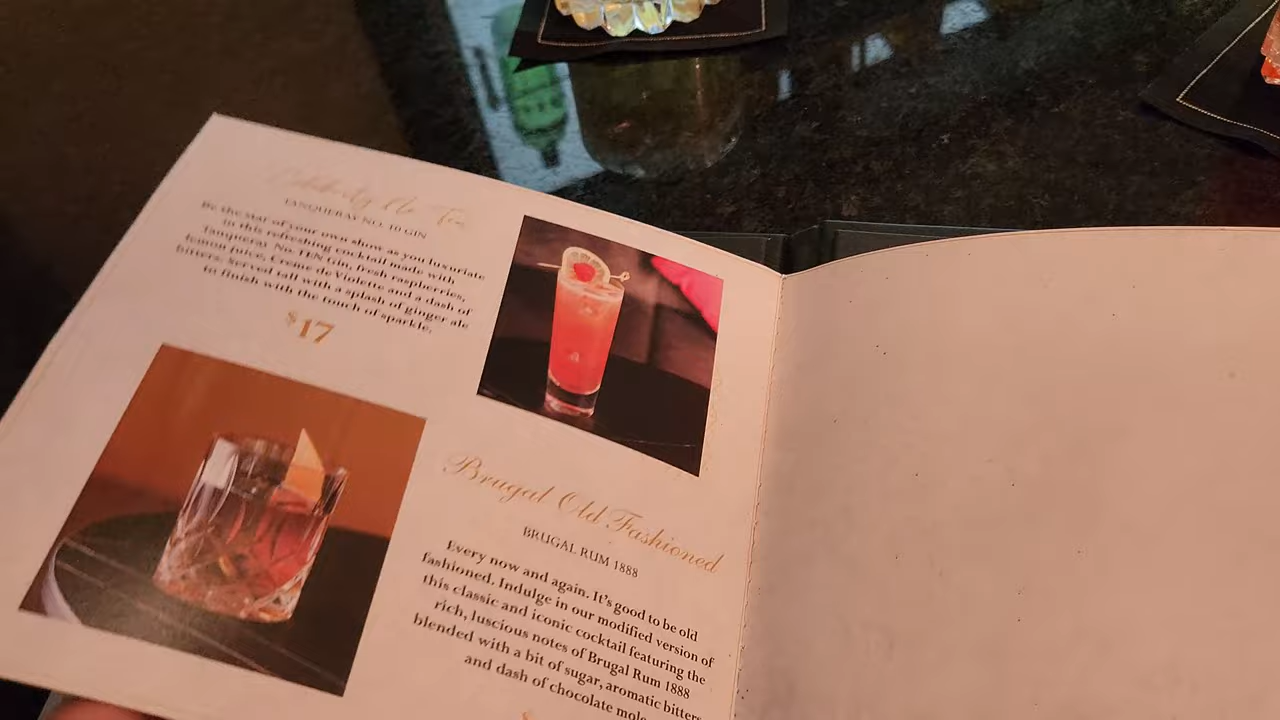 Celebrity No. Ten
TANQUERAY NO. 10 GIN
Be the star of your own show as you luxuriate
in this refreshing cocktail made with
Tanqueray No. TEN Gin, fresh raspberries,
lemon juice, Creme de Violette and a dash of
bitters. Served tall with a splash of ginger ale
to finish with the touch of sparkle.
$17
Brugal Old Fashioned
BRUGAL RUM 1888
Every now and again. It's good to be old
fashioned. Indulge in our modified version of
this classic and iconic cocktail featuring the
rich, luscious notes of Brugal Rum 1888
blended with a bit of sugar, aromatic bitters
and dash of chocolate mole
$